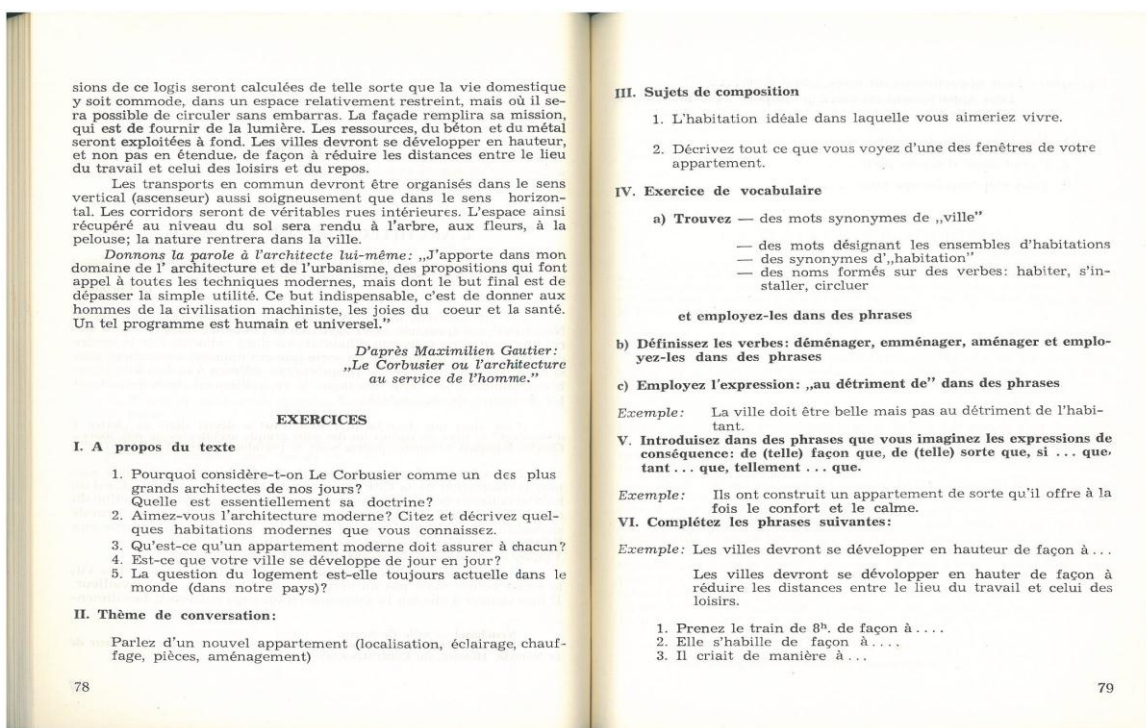 sions de ce logis seront calculées de telle sorte que la vie domestique
y soit commode, dans un espace relativement restreint, mais où il se-
ra possible de circuler sans embarras. La façade remplira sa mission,
qui est de fournir de la lumière. Les ressources, du béton et du métal
seront exploitées à fond. Les villes devront se développer en hauteur,
et non pas en étendue, de façon à réduire les distances entre le lieu
du travail et celui des loisirs et du repos.
Les transports en commun devront être organisés dans le sens
vertical (ascenseur) aussi soigneusement que dans le sens horizon-
tal. Les corridors seront de véritables rues intérieures. L'espace ainsi
récupéré au niveau du sol sera rendu à l'arbre, aux fleurs, à la
pelouse; la nature rentrera dans la ville.
Donnons la parole à l'architecte lui-même: „J'apporte dans mon
domaine de l' architecture et de l'urbanisme, des propositions qui font
appel à toutes les techniques modernes, mais dont le but final est de
dépasser la simple utilité. Ce but indispensable, c'est de donner aux
hommes de la civilisation machiniste, les joies du coeur et la santé.
Un tel programme est humain et universel."
D'après Maximilien Gautier:
„Le Corbusier ou l'architecture
au service de l'homme."
EXERCICES
I. A propos du texte
1. Pourquoi considère-t-on Le Corbusier comme un des plus
grands architectes de nos jours?
Quelle est essentiellement sa doctrine?
2. Aimez-vous l'architecture moderne? Citez et décrivez quel-
ques habitations modernes que vous connaissez.
3. Qu'est-ce qu'un appartement moderne doit assurer à chacun?
4. Est-ce que votre ville se développe de jour en jour?
5. La question du logement est-elle toujours actuelle dans le
monde (dans notre pays)?
II. Thème de conversation:
Parlez d'un nouvel appartement (localisation, éclairage, chauf-
fage, pièces, aménagement)
78
III. Sujets de composition
1. L'habitation idéale dans laquelle vous aimeriez vivre.
2. Décrivez tout ce que vous voyez d'une des fenêtres de votre
appartement.
IV. Exercice de vocabulaire
a) Trouvez — des mots synonymes de „ville"
— des mots désignant les ensembles d'habitations
— des synonymes d'„habitation"
— des noms formés sur des verbes: habiter, s'in-
staller, circluer
et employez-les dans des phrases
b) Définissez les verbes: déménager, emménager, aménager et emplo-
yez-les dans des phrases
c) Employez l'expression: „au détriment de" dans des phrases
Exemple: La ville doit être belle mais pas au détriment de l'habi-
tant.
V. Introduisez dans des phrases que vous imaginez les expressions de
conséquence: de (telle) façon que, de (telle) sorte que, si ... que,
tant ... que, tellement ... que.
Exemple: Ils ont construit un appartement de sorte qu'il offre à la
fois le confort et le calme.
VI. Complétez les phrases suivantes:
Exemple: Les villes devront se développer en hauteur de façon à ...
Les villes devront se dévolopper en hauter de façon à
réduire les distances entre le lieu du travail et celui des
loisirs.
1. Prenez le train de 8ʰ. de façon à ....
2. Elle s'habille de façon à ....
3. Il criait de manière à ...
79